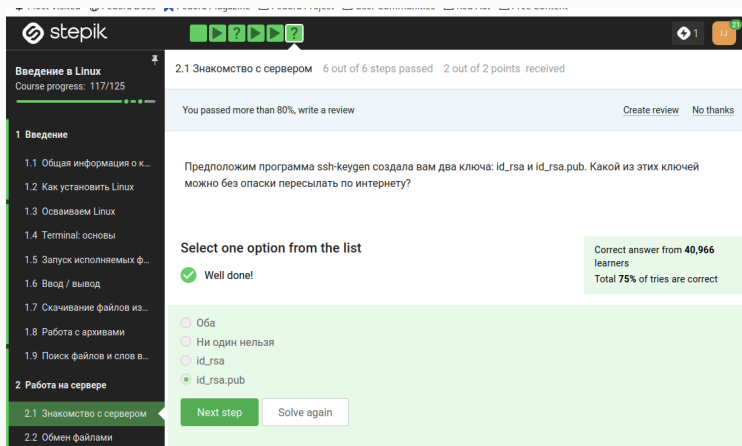 stepik
1
21
Введение в Linux
Course progress: 117/125
2.1 Знакомство с сервером 6 out of 6 steps passed 2 out of 2 points received
You passed more than 80%, write a review
Create review No thanks
1 Введение
1.1 Общая информация о к...
1.2 Как установить Linux
1.3 Осваиваем Linux
1.4 Terminal: основы
1.5 Запуск исполняемых ф...
1.6 Ввод / вывод
1.7 Скачивание файлов из...
1.8 Работа с архивами
1.9 Поиск файлов и слов в...
2 Работа на сервере
2.1 Знакомство с сервером
2.2 Обмен файлами
Предположим программа ssh-keygen создала вам два ключа: id_rsa и id_rsa.pub. Какой из этих ключей
можно без опаски пересылать по интернету?
Select one option from the list
Well done!
Correct answer from 40,966
learners
Total 75% of tries are correct
Оба
Ни один нельзя
id_rsa
id_rsa.pub
Next step Solve again